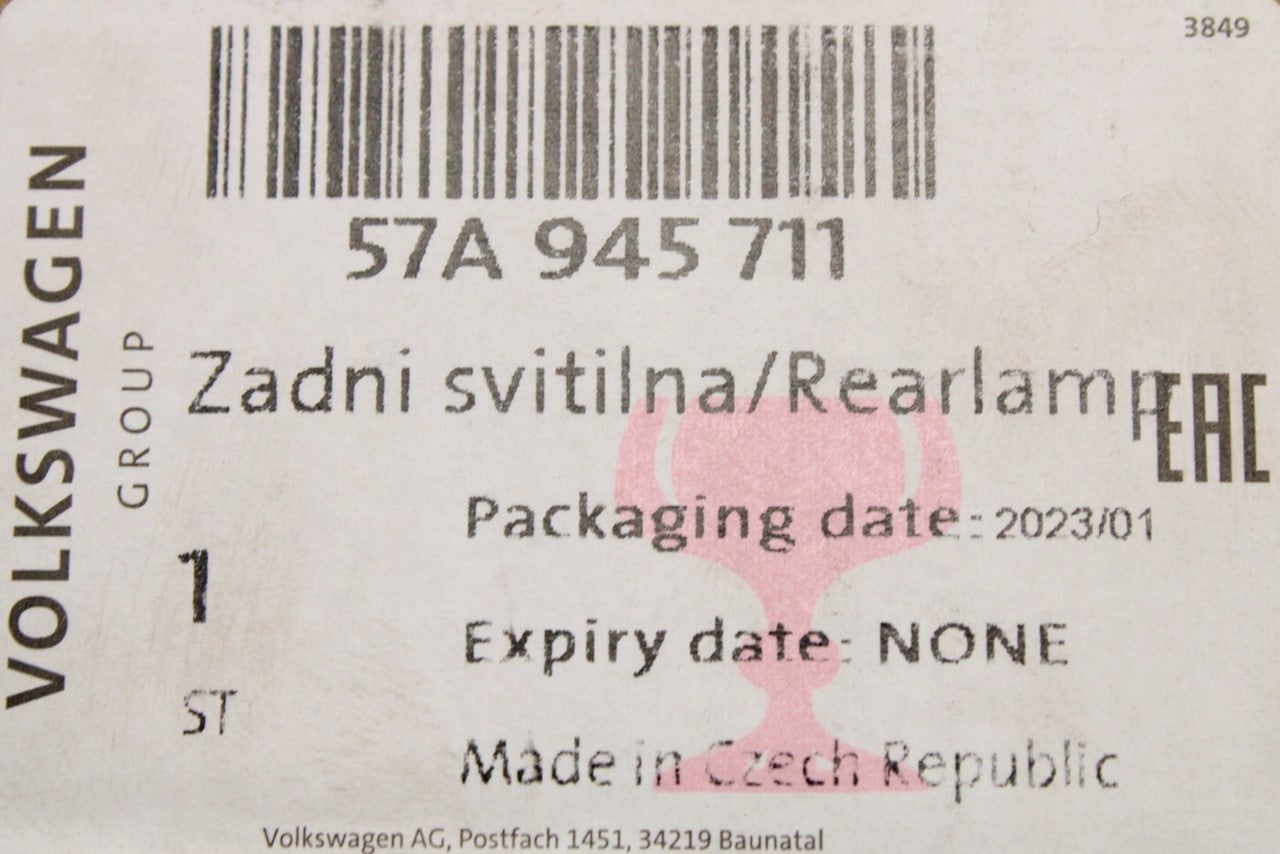 3849
VOLKSWAGEN
GROUP
57A 945 711
Zadni svitilna/Rearlamp
EAC
Packaging date: 2023/01
1
Expiry date: NONE
ST
Made in Czech Republic
Volkswagen AG, Postfach 1451, 34219 Baunatal